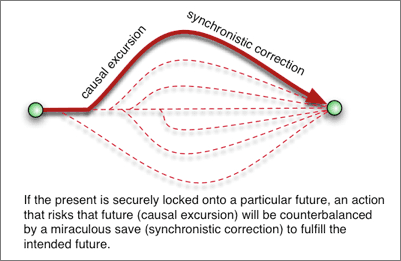 causal excursion
synchronistic correction
If the present is securely locked onto a particular future, an action
that risks that future (causal excursion) will be counterbalanced
by a miraculous save (synchronistic correction) to fulfill the
intended future.